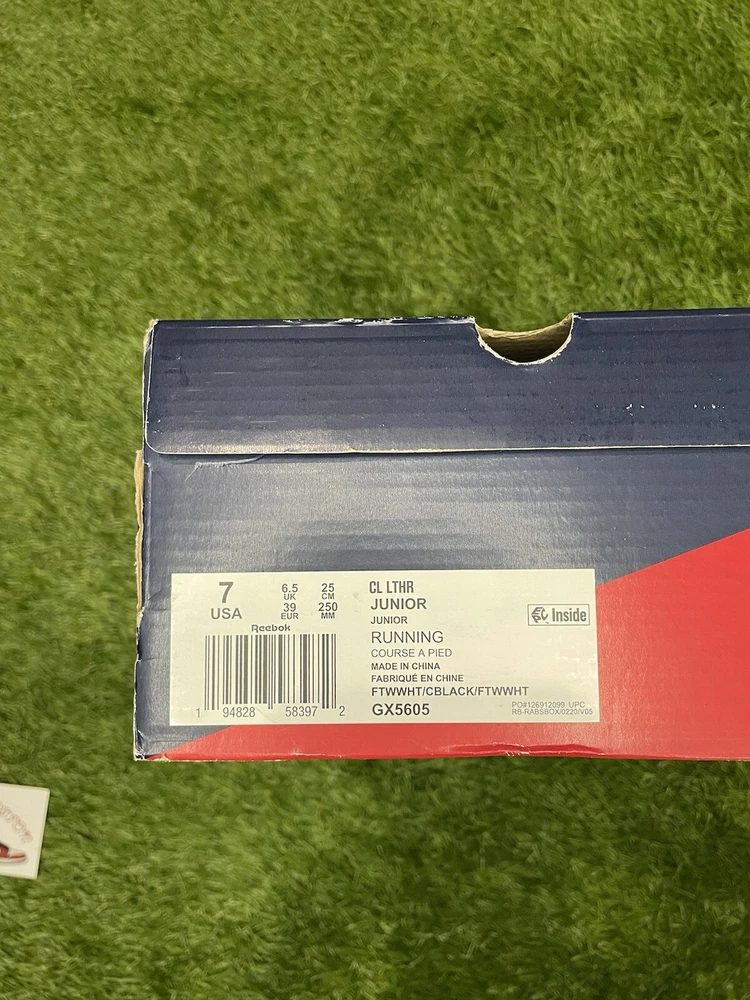 7
USA
6.5
UK
39
EUR
25
CM
250
MM
Reebok
1 94828 58397 2
CL LTHR
JUNIOR
JUNIOR
RUNNING
COURSE A PIED
MADE IN CHINA
FABRIQUÉ EN CHINE
FTWWHT/CBLACK/FTWWHT
GX5605
Inside
PO#126912099 UPC
RB-RABSBOX/0220/V05